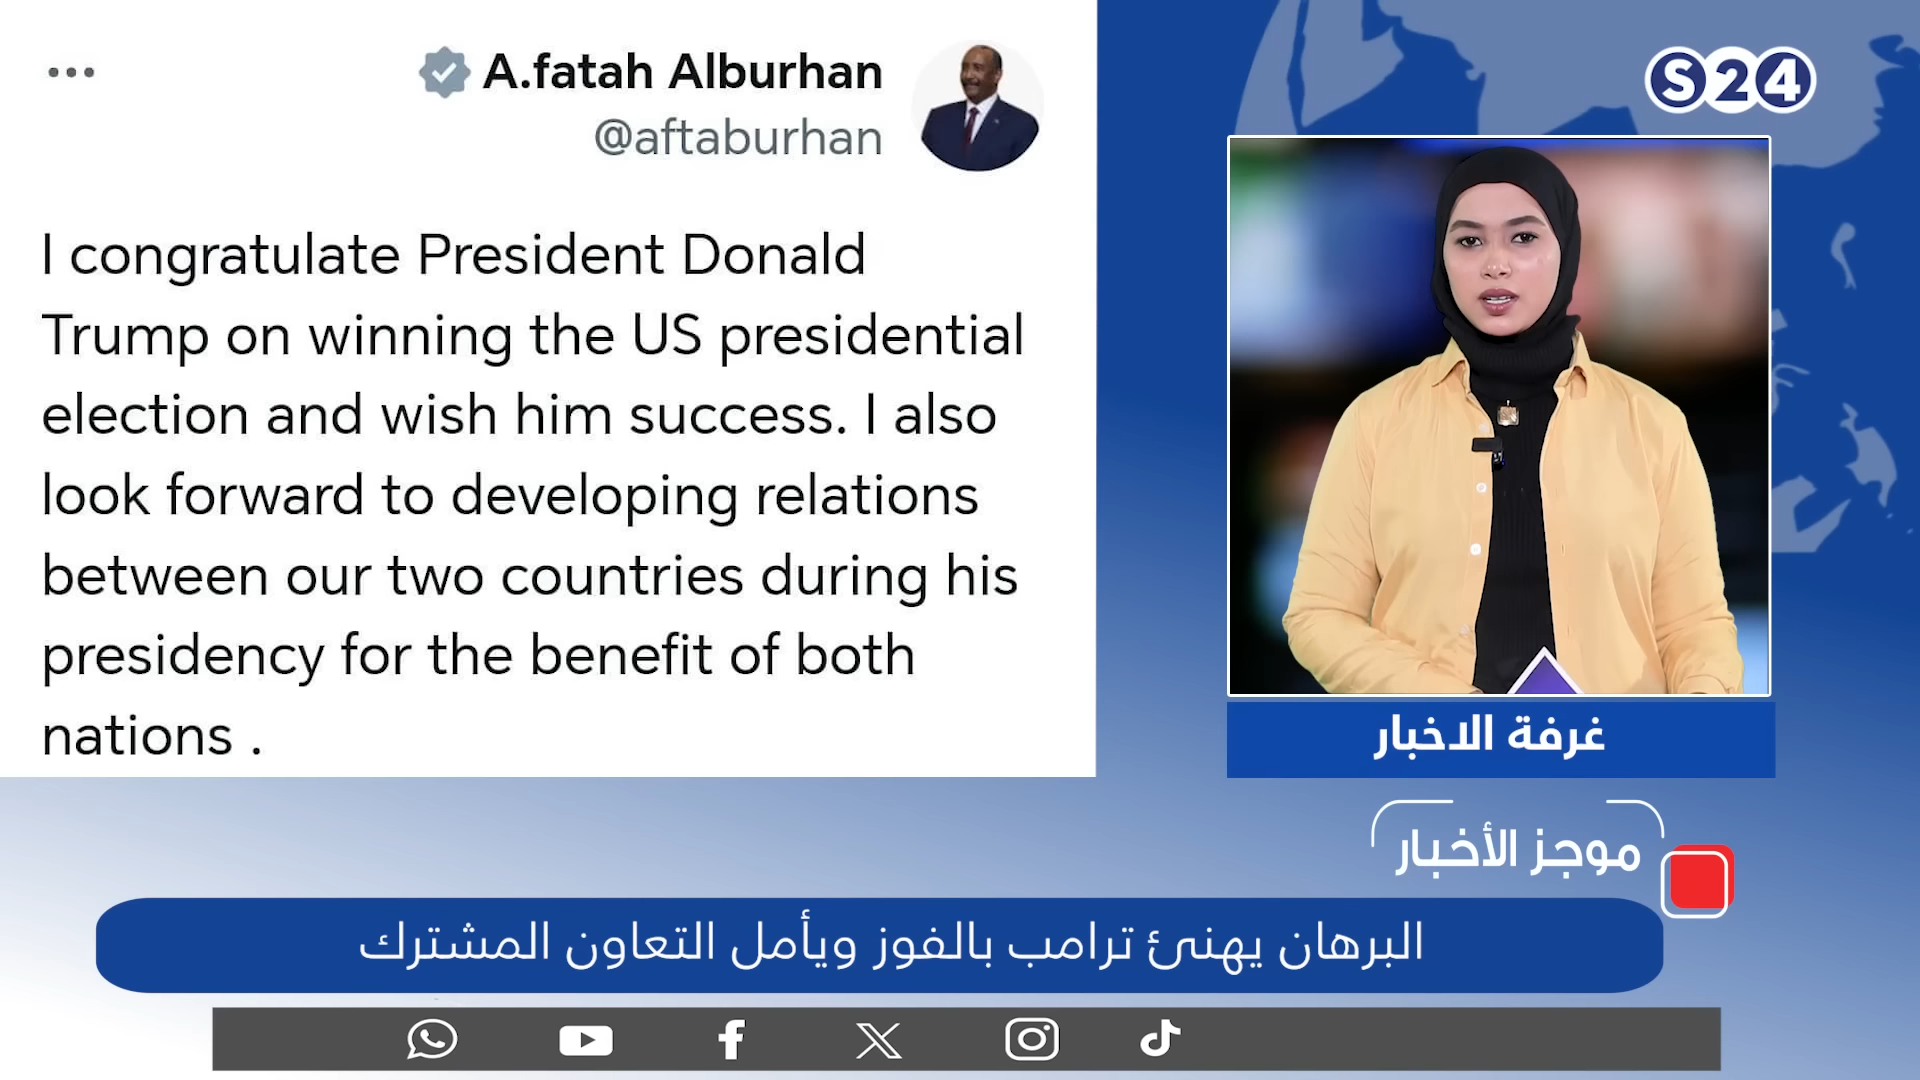 A.fatah Alburhan
@aftaburhan
I congratulate President Donald
Trump on winning the US presidential
election and wish him success. I also
look forward to developing relations
between our two countries during his
presidency for the benefit of both
nations .
S24
غرفة الاخبار
موجز الأخبار
البرهان يهنئ ترامب بالفوز ويأمل التعاون المشترك